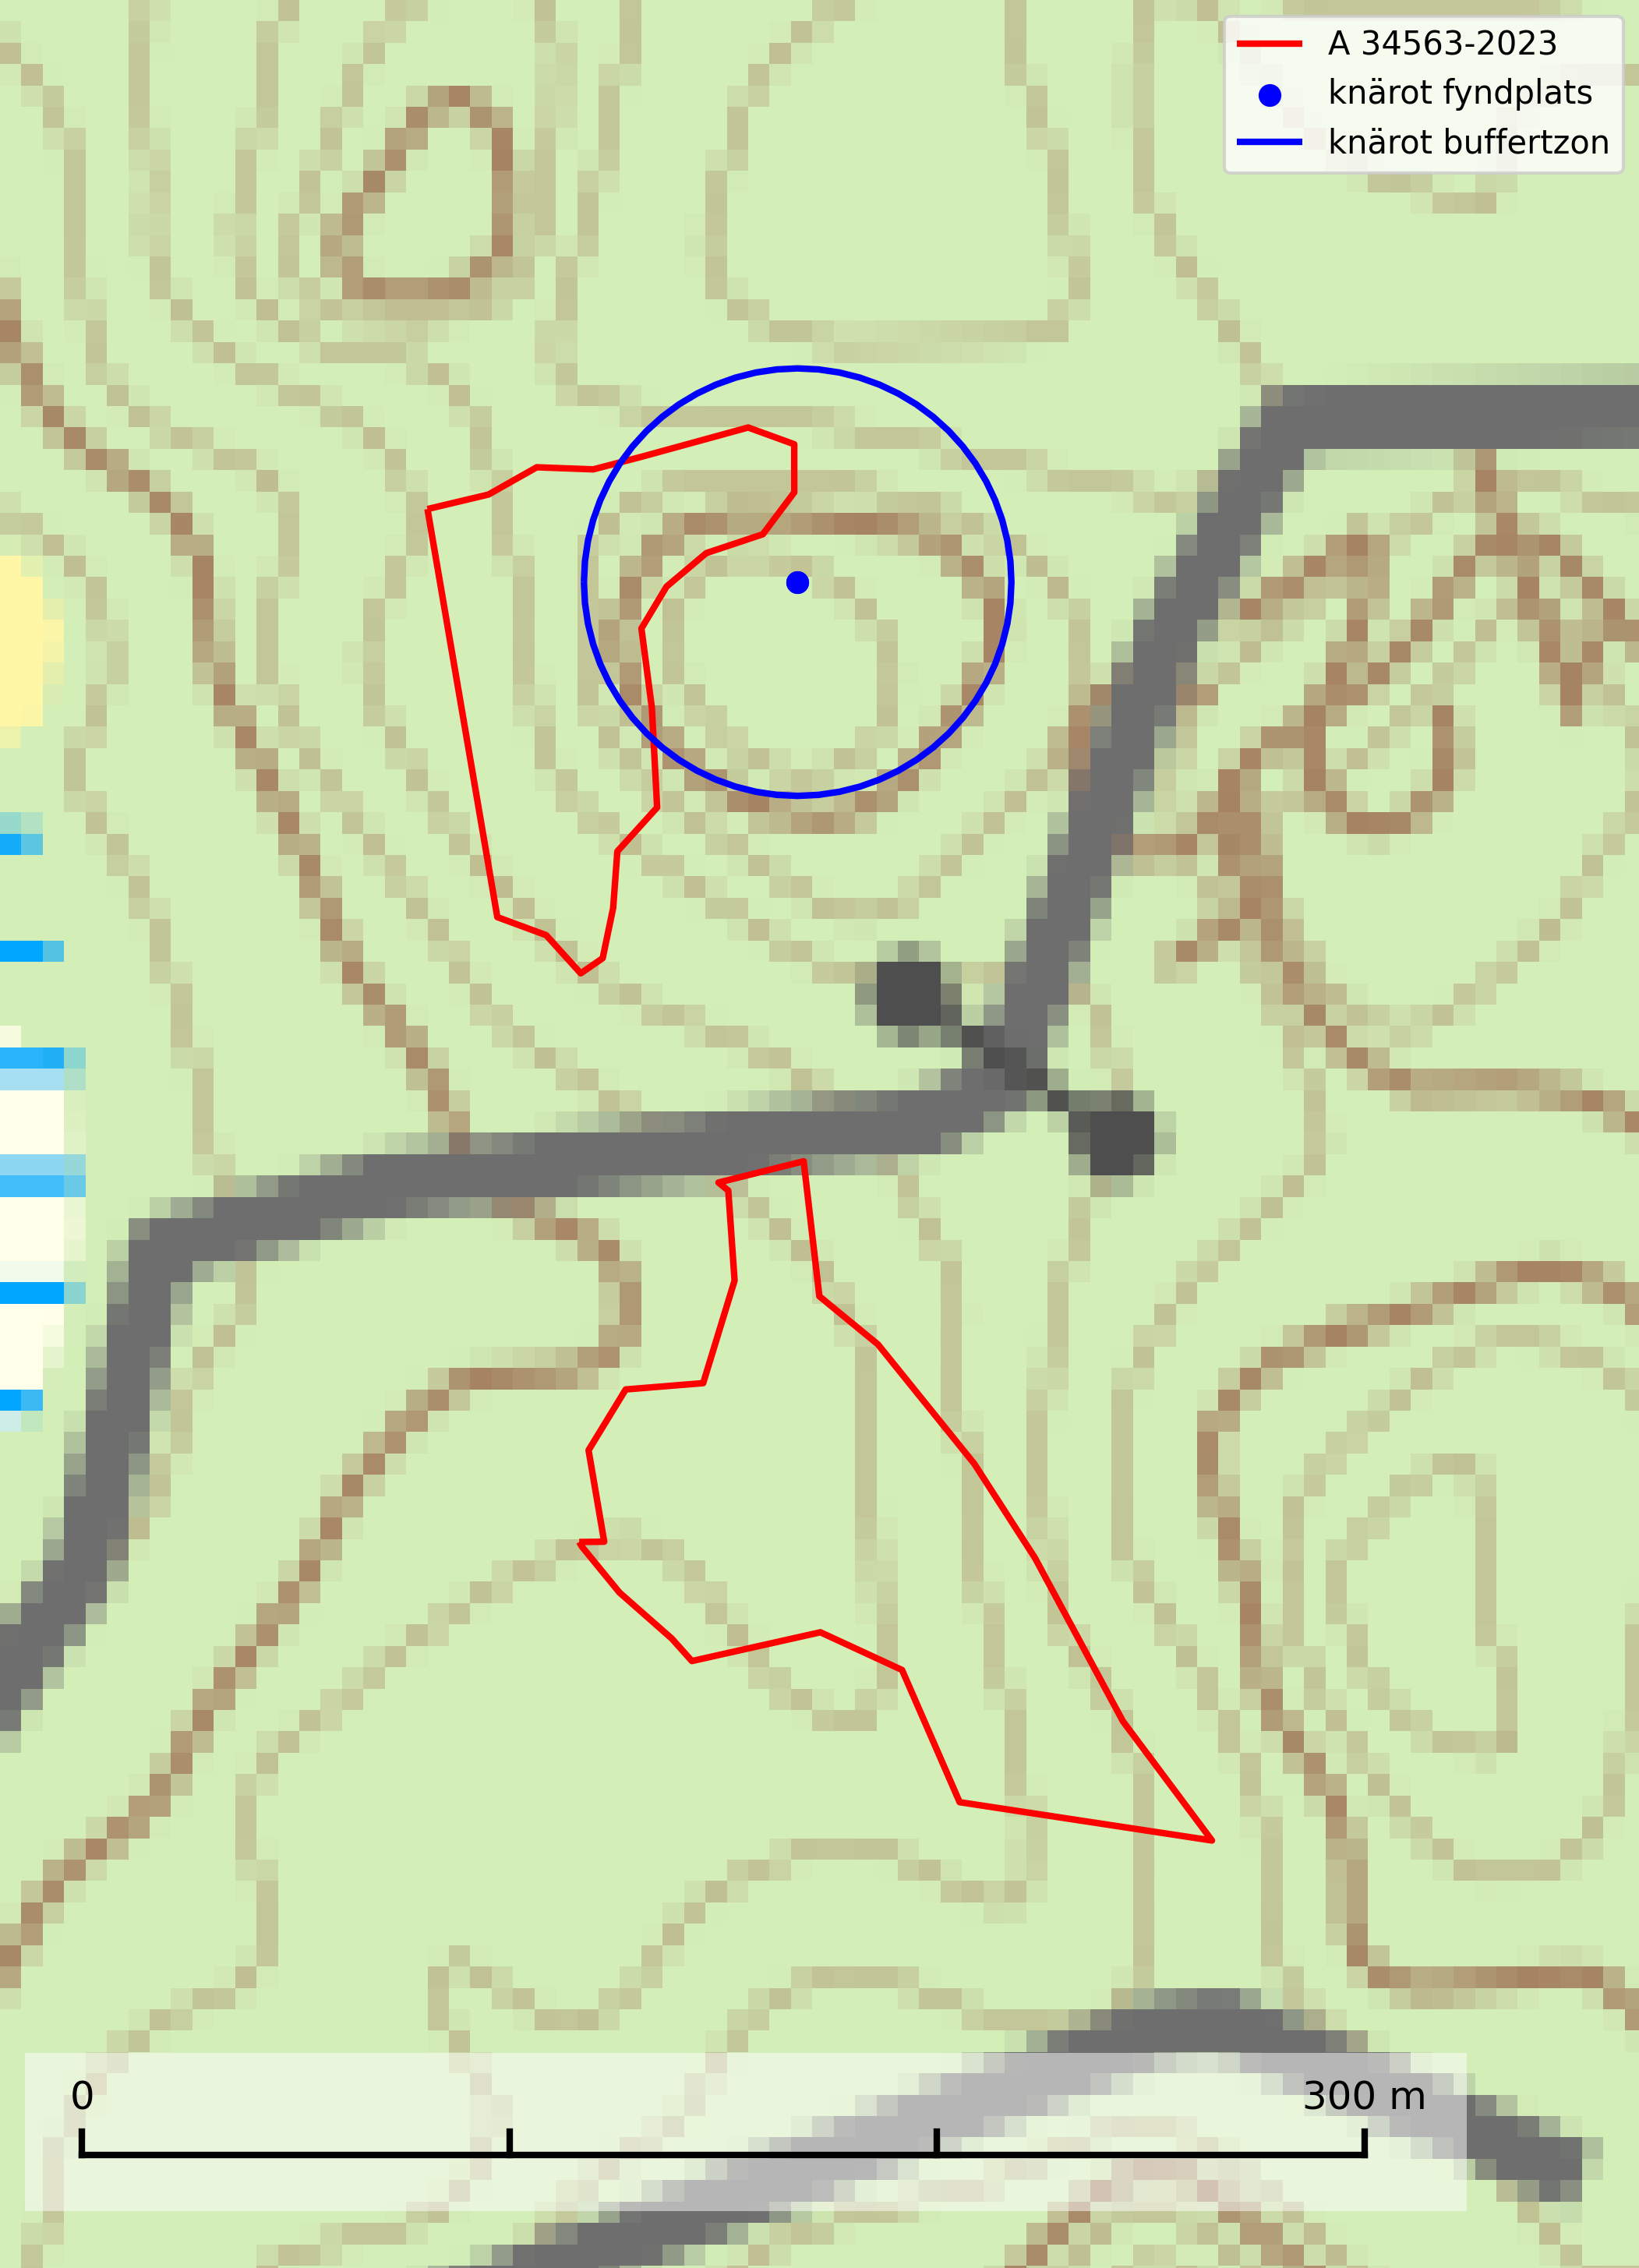 A 34563-2023
knärot fyndplats
knärot buffertzon
0 300 m